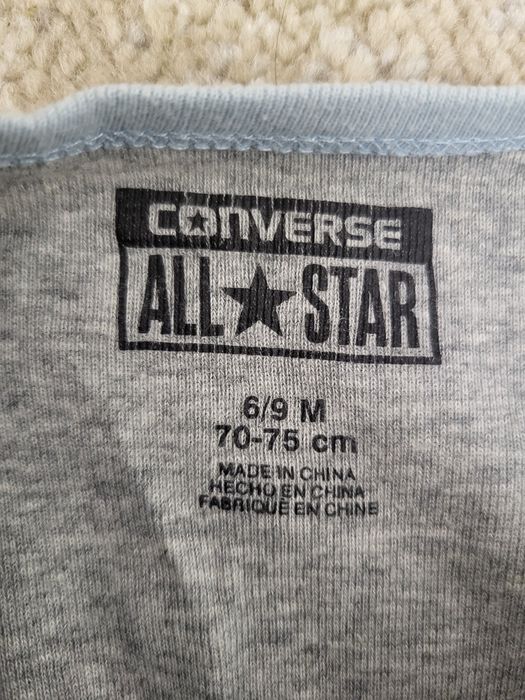 CONVERSE
ALL★STAR
6/9 M
70-75 cm
MADE IN CHINA
HECHO EN CHINA
FABRIQUÉ EN CHINE